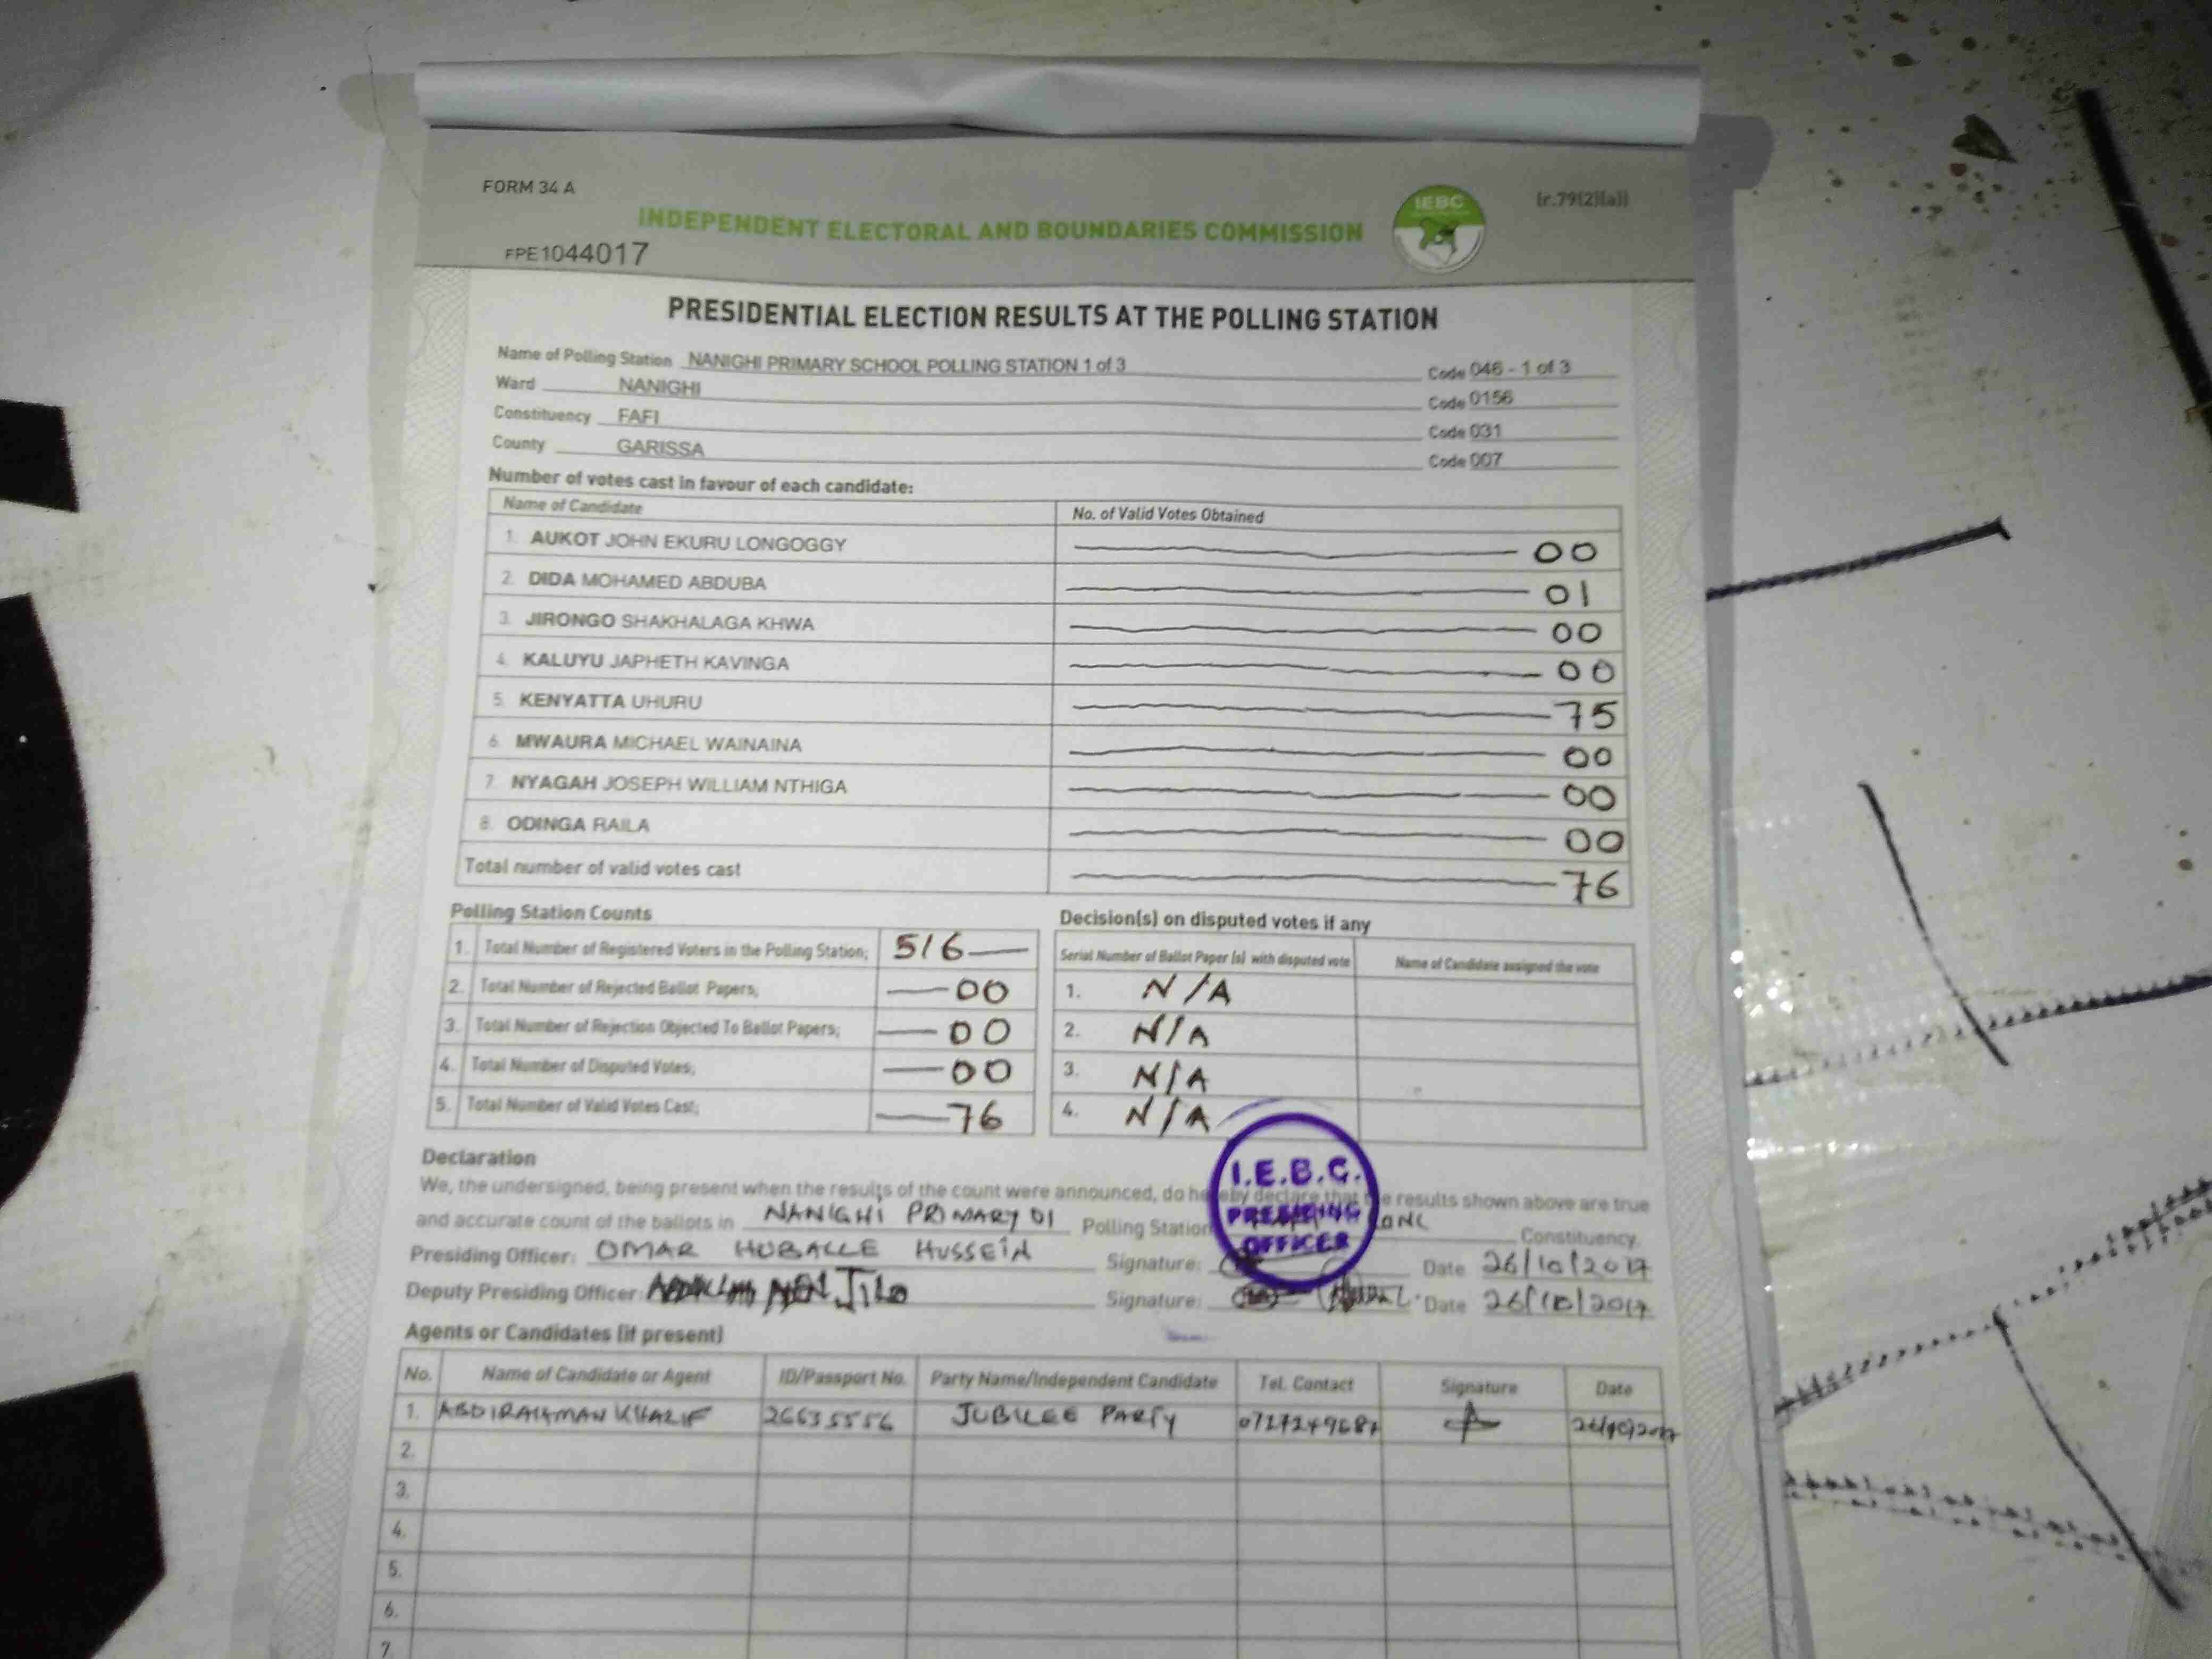 FORM 34 A
INDEPENDENT ELECTORAL AND BOUNDARIES COMMISSION
IEBC
(r.79(2)(a))
FPE1044017
PRESIDENTIAL ELECTION RESULTS AT THE POLLING STATION
Name of Polling Station NANIGHI PRIMARY SCHOOL POLLING STATION 1 of 3 Code 046 - 1 of 3
Ward NANIGHI Code 0156
Constituency FAFI Code 031
County GARISSA Code 007
Number of votes cast in favour of each candidate:
Name of Candidate No. of Valid Votes Obtained
1. AUKOT JOHN EKURU LONGOGGY 00
2. DIDA MOHAMED ABDUBA 01
3. JIRONGO SHAKHALAGA KHWA 00
4. KALUYU JAPHETH KAVINGA 00
5. KENYATTA UHURU 75
6. MWAURA MICHAEL WAINAINA 00
7. NYAGAH JOSEPH WILLIAM NTHIGA 00
8. ODINGA RAILA 00
Total number of valid votes cast 76
Polling Station Counts
1. Total Number of Registered Voters in the Polling Station; 516
2. Total Number of Rejected Ballot Papers; 00
3. Total Number of Rejection Objected To Ballot Papers; 00
4. Total Number of Disputed Votes; 00
5. Total Number of Valid Votes Cast; 76
Decision(s) on disputed votes if any
Serial Number of Ballot Paper (s) with disputed vote Name of Candidate assigned the vote
1. N/A
2. N/A
3. N/A
4. N/A
Declaration
We, the undersigned, being present when the results of the count were announced, do hereby declare that the results shown above are true
and accurate count of the ballots in NANIGHI PRIMARY 01 Polling Station Constituency.
I.E.B.C.
PRESIDING
OFFICER
Presiding Officer: OMAR HUBALLE HUSSEIN Signature: Date 26/10/2017
Deputy Presiding Officer: JILO Signature: Date 26/10/2017
Agents or Candidates (if present)
No. Name of Candidate or Agent ID/Passport No. Party Name/Independent Candidate Tel. Contact Signature Date
1. ABDIRAHMAN KHALIF 26635556 JUBILEE PARTY 26/10/2017
2.
3.
4.
5.
6.
7.